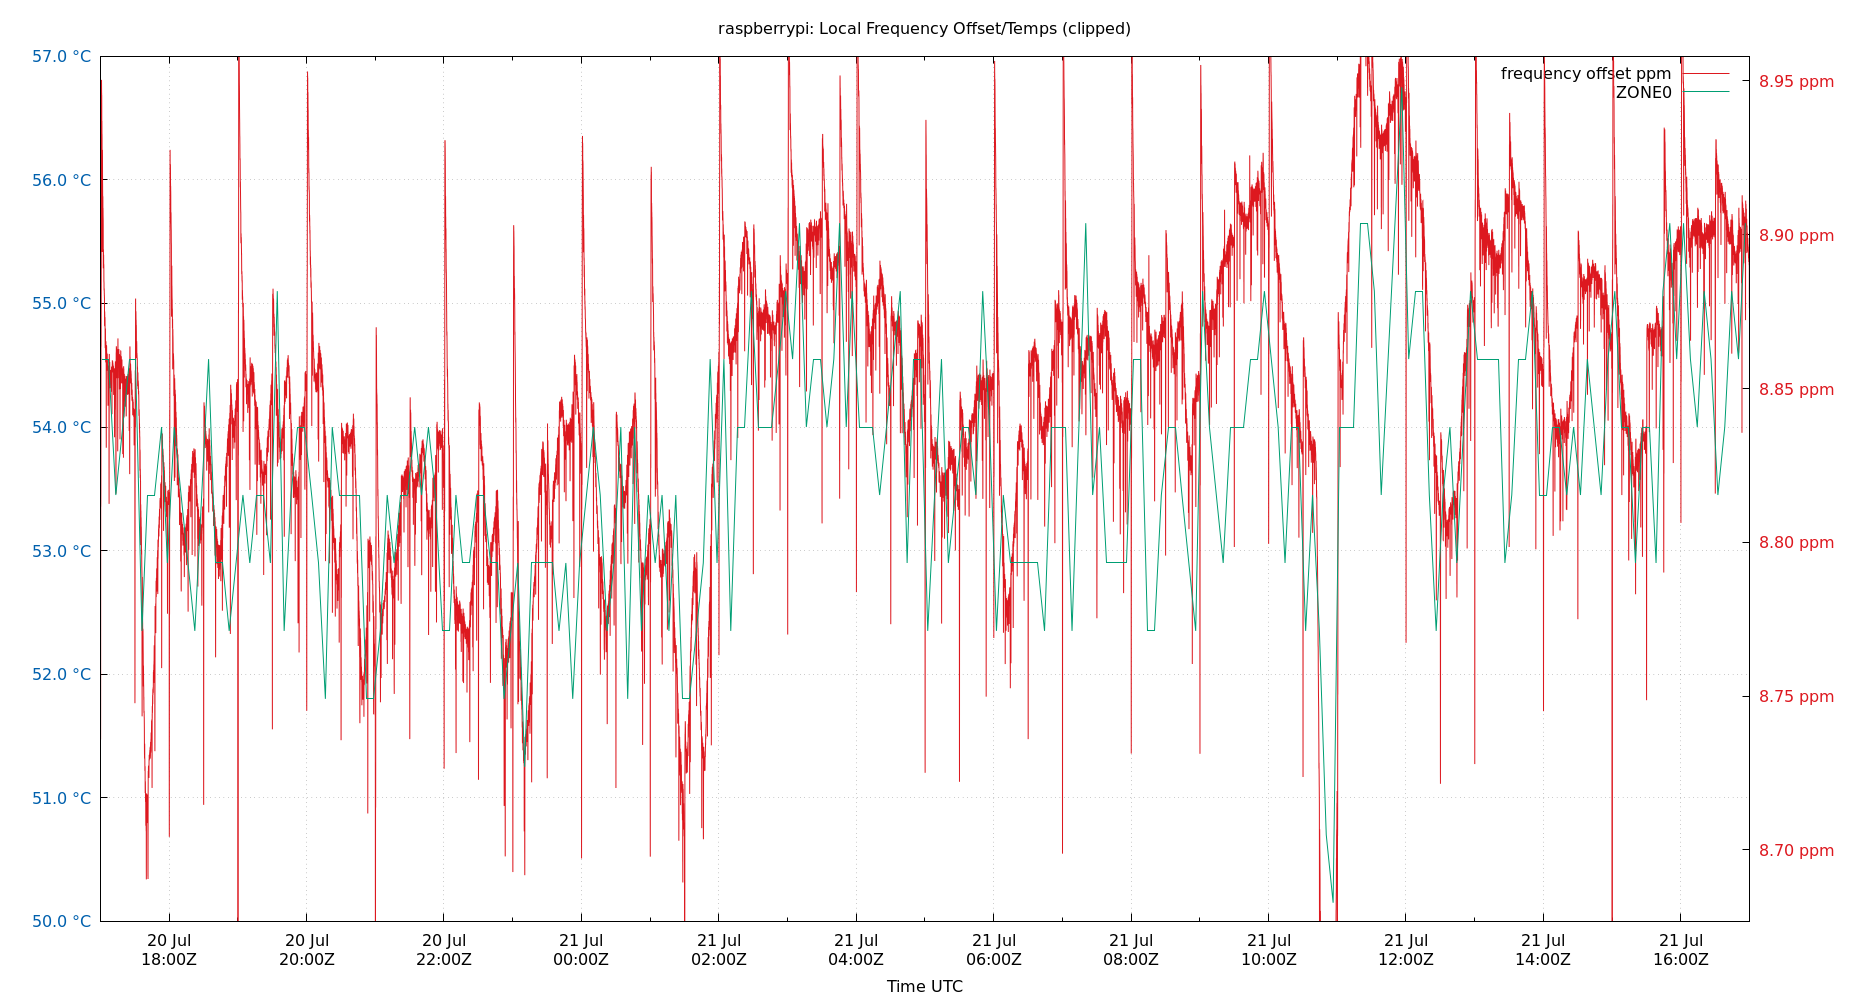 raspberrypi: Local Frequency Offset/Temps (clipped)
57.0 °C
56.0 °C
55.0 °C
54.0 °C
53.0 °C
52.0 °C
51.0 °C
50.0 °C
frequency offset ppm
ZONE0
8.95 ppm
8.90 ppm
8.85 ppm
8.80 ppm
8.75 ppm
8.70 ppm
20 Jul
18:00Z
20 Jul
20:00Z
20 Jul
22:00Z
21 Jul
00:00Z
21 Jul
02:00Z
21 Jul
04:00Z
21 Jul
06:00Z
21 Jul
08:00Z
21 Jul
10:00Z
21 Jul
12:00Z
21 Jul
14:00Z
21 Jul
16:00Z
Time UTC